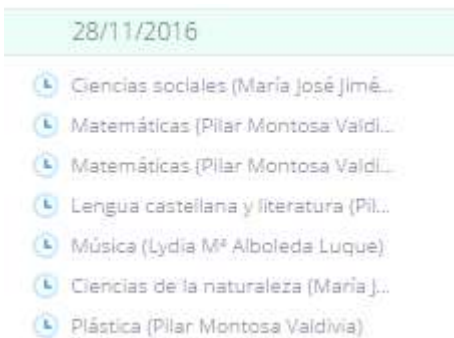 28/11/2016
Ciencias sociales (María José Jimé...
Matemáticas (Pilar Montosa Valdi...
Matemáticas (Pilar Montosa Valdi...
Lengua castellana y literatura (Pil...
Música (Lydia Mª Alboleda Luque)
Ciencias de la naturaleza (María J...
Plástica (Pilar Montosa Valdivia)